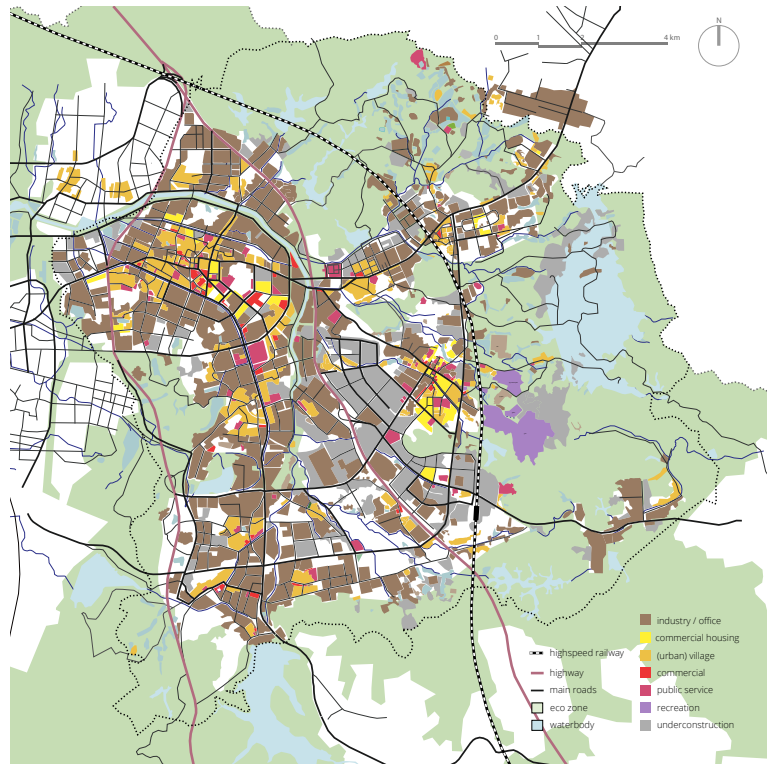 N
0 1 2 4 km
highspeed railway
highway
main roads
eco zone
waterbody
industry / office
commercial housing
(urban) village
commercial
public service
recreation
underconstruction